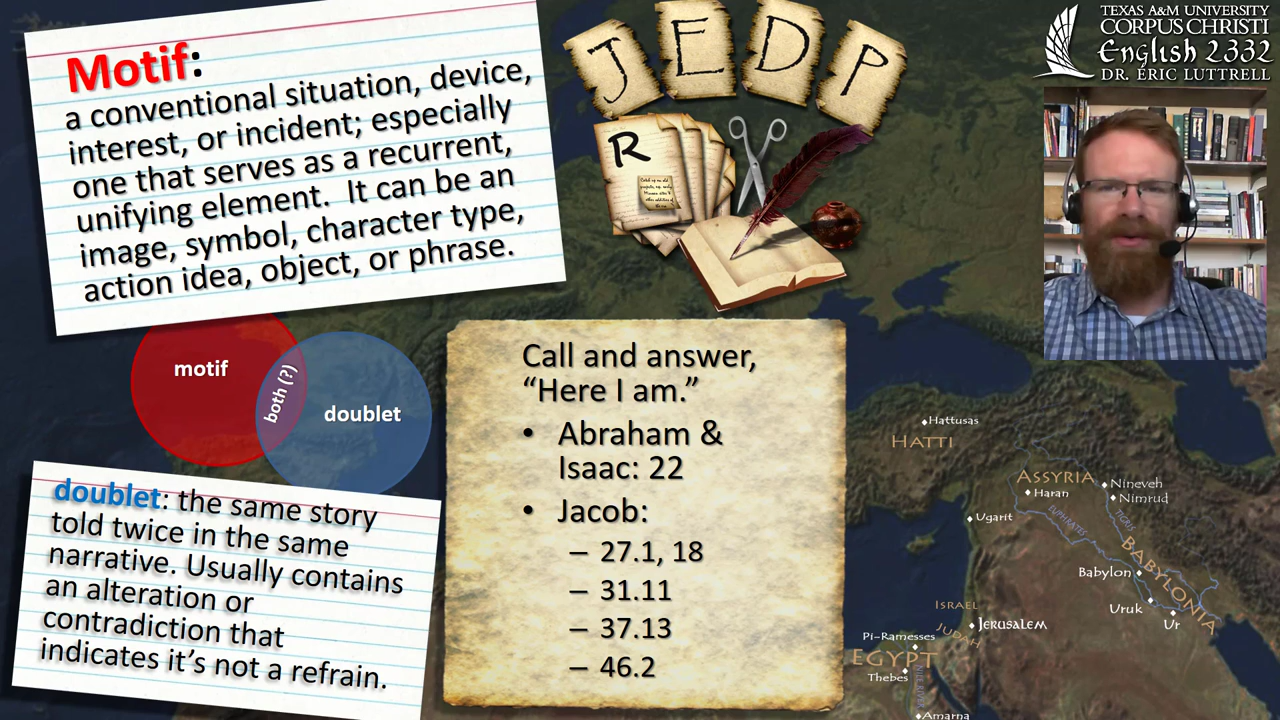 Motif:
a conventional situation, device,
interest, or incident; especially
one that serves as a recurrent,
unifying element. It can be an
image, symbol, character type,
action idea, object, or phrase.
J E D P
R
TEXAS A&M UNIVERSITY
CORPUS CHRISTI
English 2332
DR. ERIC LUTTRELL
motif
both (?)
doublet
doublet: the same story
told twice in the same
narrative. Usually contains
an alteration or
contradiction that
indicates it's not a refrain.
Call and answer,
“Here I am.”
• Abraham &
Isaac: 22
• Jacob:
– 27.1, 18
– 31.11
– 37.13
– 46.2
Hattusas
HATTI
ASSYRIA
Nineveh
Haran
Nimrud
Ugarit
EUPHRATES
TIGRIS
BABYLONIA
Babylon
Uruk
Ur
ISRAEL
JUDAH
JERUSALEM
Pi-Ramesses
EGYPT
Thebes
NILE RIVER
Amarna